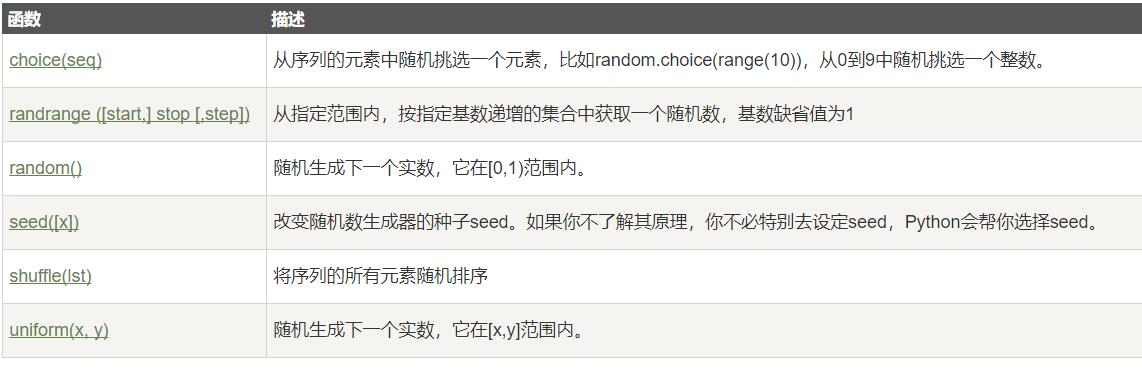 函数 描述
choice(seq) 从序列的元素中随机挑选一个元素，比如random.choice(range(10))，从0到9中随机挑选一个整数。
randrange ([start,] stop [,step]) 从指定范围内，按指定基数递增的集合中获取一个随机数，基数缺省值为1
random() 随机生成下一个实数，它在[0,1)范围内。
seed([x]) 改变随机数生成器的种子seed。如果你不了解其原理，你不必特别去设定seed，Python会帮你选择seed。
shuffle(lst) 将序列的所有元素随机排序
uniform(x, y) 随机生成下一个实数，它在[x,y]范围内。